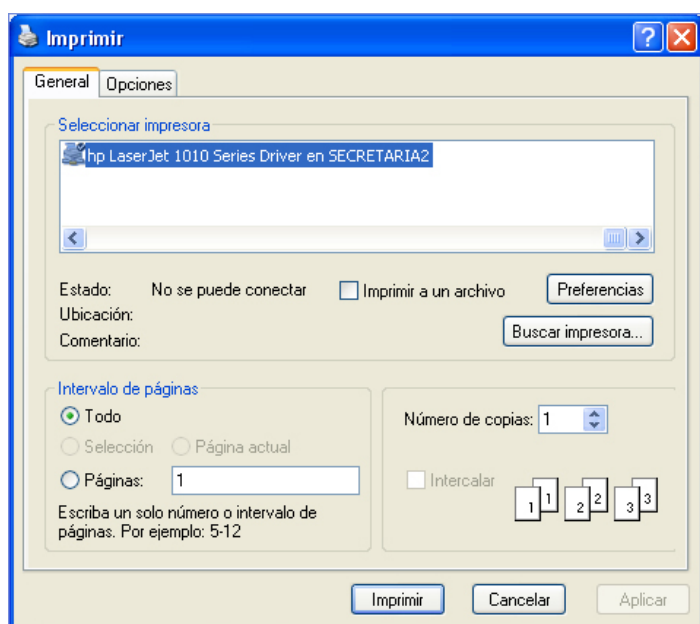 Imprimir
General
Opciones
Seleccionar impresora
hp LaserJet 1010 Series Driver en SECRETARIA2
Estado: No se puede conectar
Imprimir a un archivo
Preferencias
Ubicación:
Comentario:
Buscar impresora...
Intervalo de páginas
Todo
Selección
Página actual
Páginas: 1
Escriba un solo número o intervalo de
páginas. Por ejemplo: 5-12
Número de copias: 1
Intercalar
1 1 2 2 3 3
Imprimir
Cancelar
Aplicar